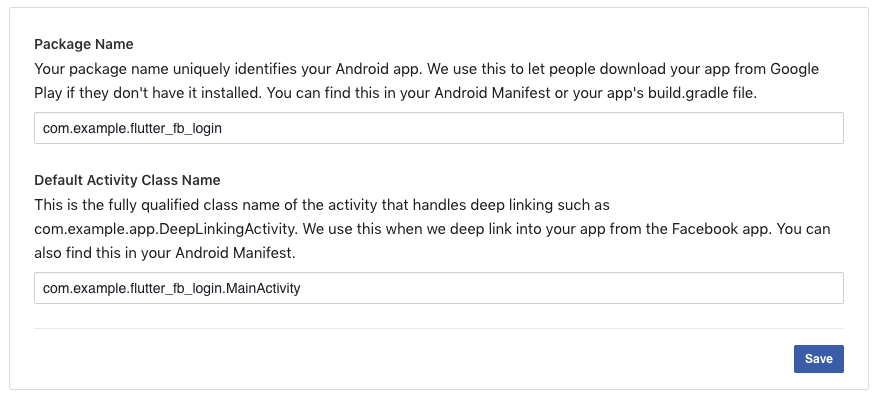 Package Name
Your package name uniquely identifies your Android app. We use this to let people download your app from Google
Play if they don't have it installed. You can find this in your Android Manifest or your app's build.gradle file.
com.example.flutter_fb_login
Default Activity Class Name
This is the fully qualified class name of the activity that handles deep linking such as
com.example.app.DeepLinkingActivity. We use this when we deep link into your app from the Facebook app. You can
also find this in your Android Manifest.
com.example.flutter_fb_login.MainActivity
Save